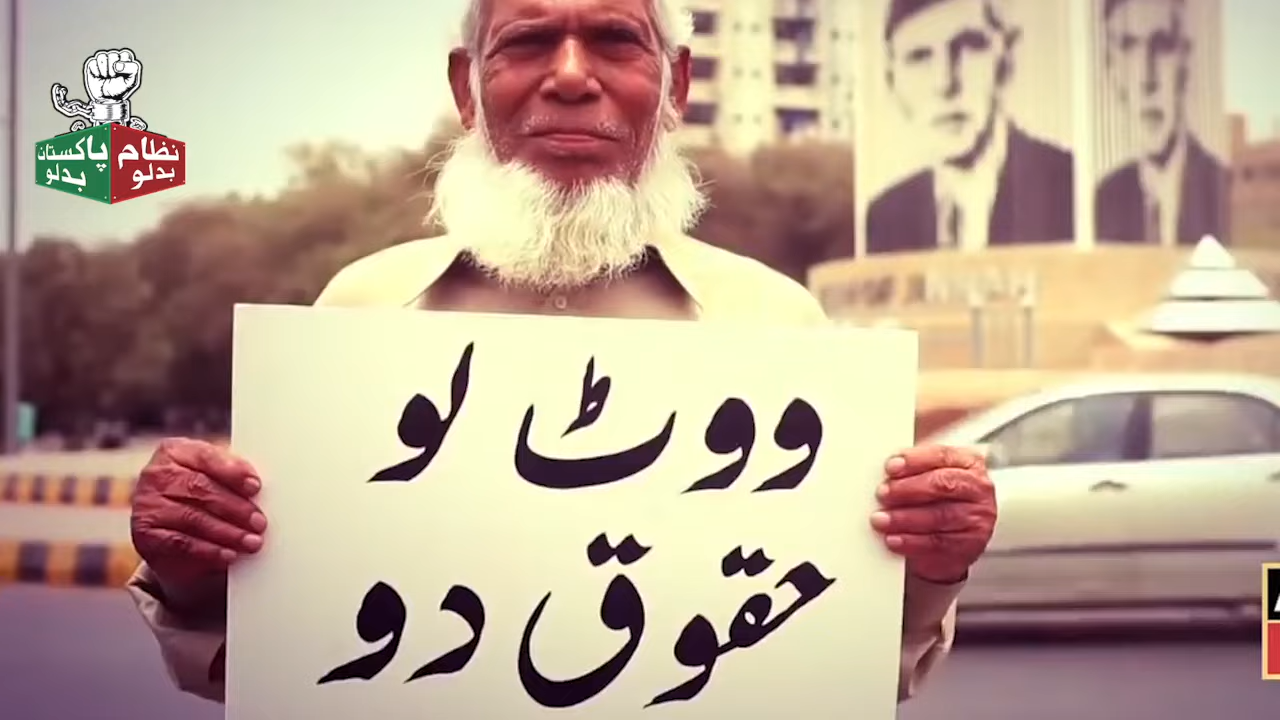 نظام
بدلو
پاکستان
بدلو
ووٹ لو
حقوق دو